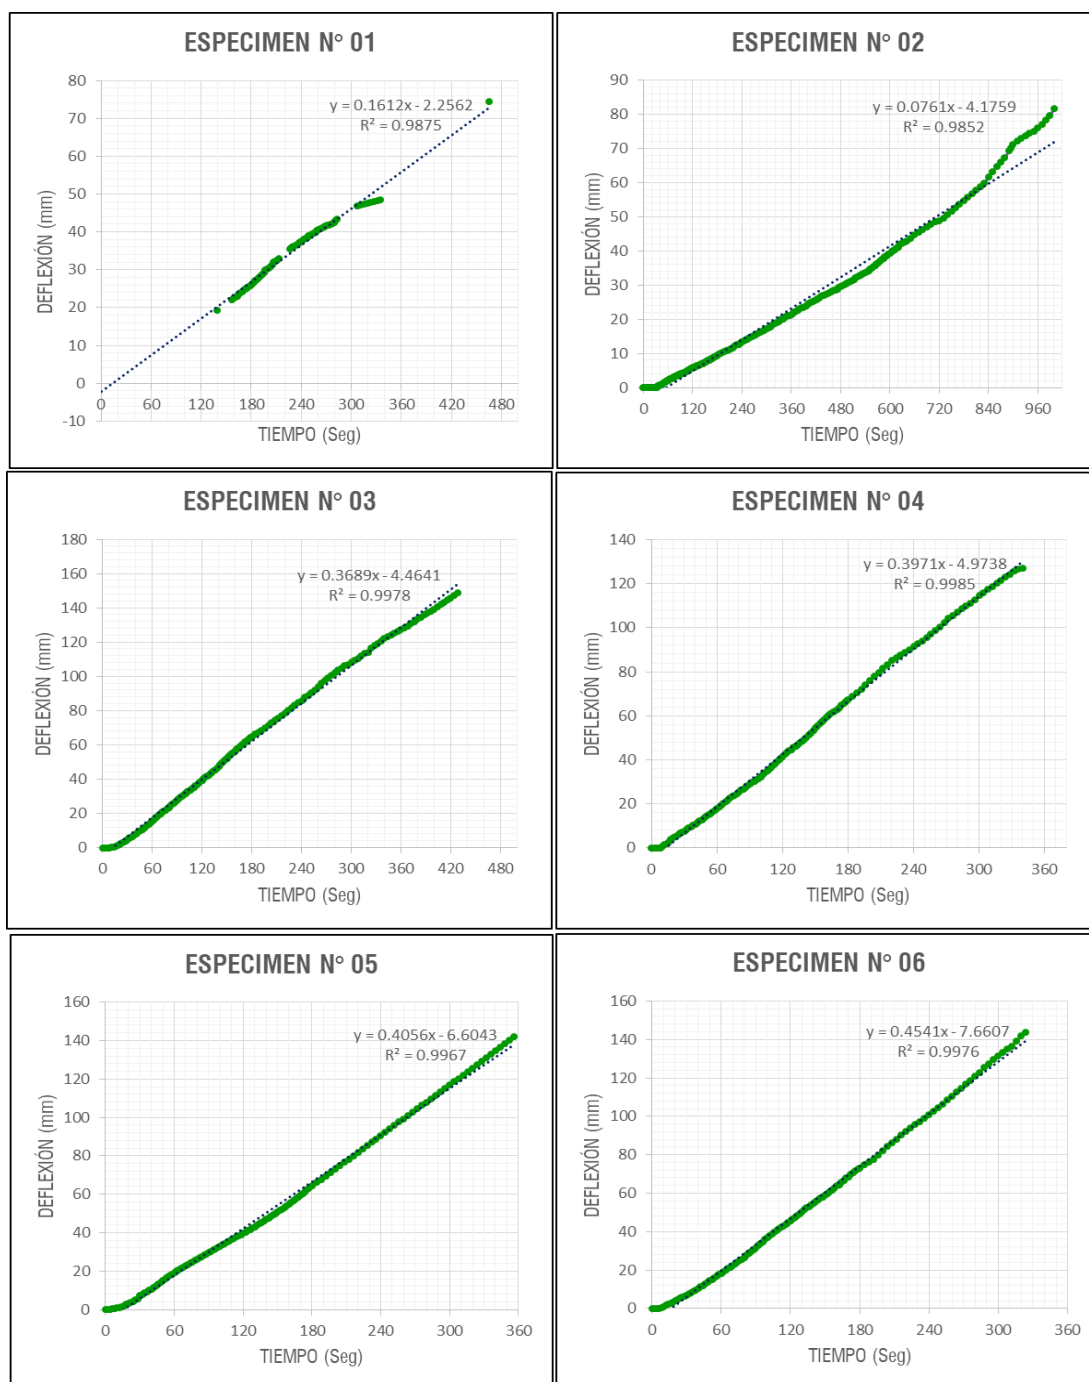 ESPECIMEN N° 01
80
70
60
50
40
30
20
10
0
-10
DEFLEXIÓN (mm)
y = 0.1612x - 2.2562
R² = 0.9875
0 60 120 180 240 300 360 420 480
TIEMPO (Seg)
ESPECIMEN N° 02
90
80
70
60
50
40
30
20
10
0
DEFLEXIÓN (mm)
y = 0.0761x - 4.1759
R² = 0.9852
0 120 240 360 480 600 720 840 960
TIEMPO (Seg)
ESPECIMEN N° 03
180
160
140
120
100
80
60
40
20
0
DEFLEXIÓN (mm)
y = 0.3689x - 4.4641
R² = 0.9978
0 60 120 180 240 300 360 420 480
TIEMPO (Seg)
ESPECIMEN N° 04
140
120
100
80
60
40
20
0
DEFLEXIÓN (mm)
y = 0.3971x - 4.9738
R² = 0.9985
0 60 120 180 240 300 360
TIEMPO (Seg)
ESPECIMEN N° 05
160
140
120
100
80
60
40
20
0
DEFLEXIÓN (mm)
y = 0.4056x - 6.6043
R² = 0.9967
0 60 120 180 240 300 360
TIEMPO (Seg)
ESPECIMEN N° 06
160
140
120
100
80
60
40
20
0
DEFLEXIÓN (mm)
y = 0.4541x - 7.6607
R² = 0.9976
0 60 120 180 240 300 360
TIEMPO (Seg)